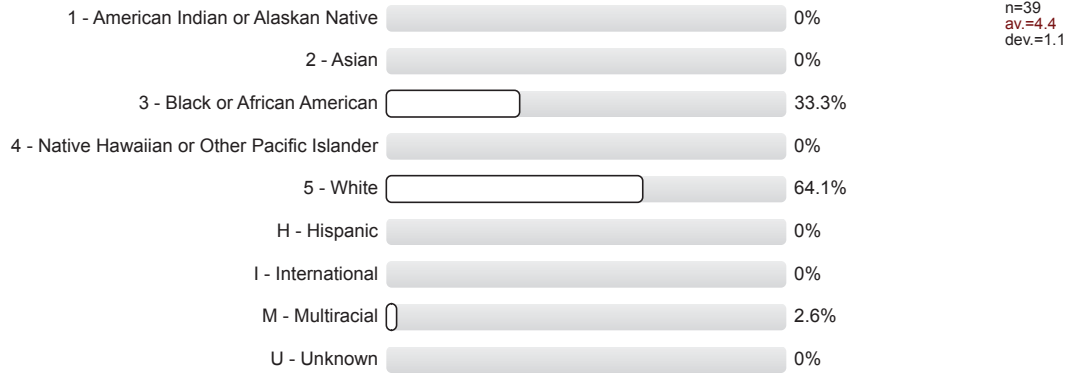 1 - American Indian or Alaskan Native 0%
n=39
av.=4.4
dev.=1.1
2 - Asian 0%
3 - Black or African American 33.3%
4 - Native Hawaiian or Other Pacific Islander 0%
5 - White 64.1%
H - Hispanic 0%
I - International 0%
M - Multiracial 2.6%
U - Unknown 0%